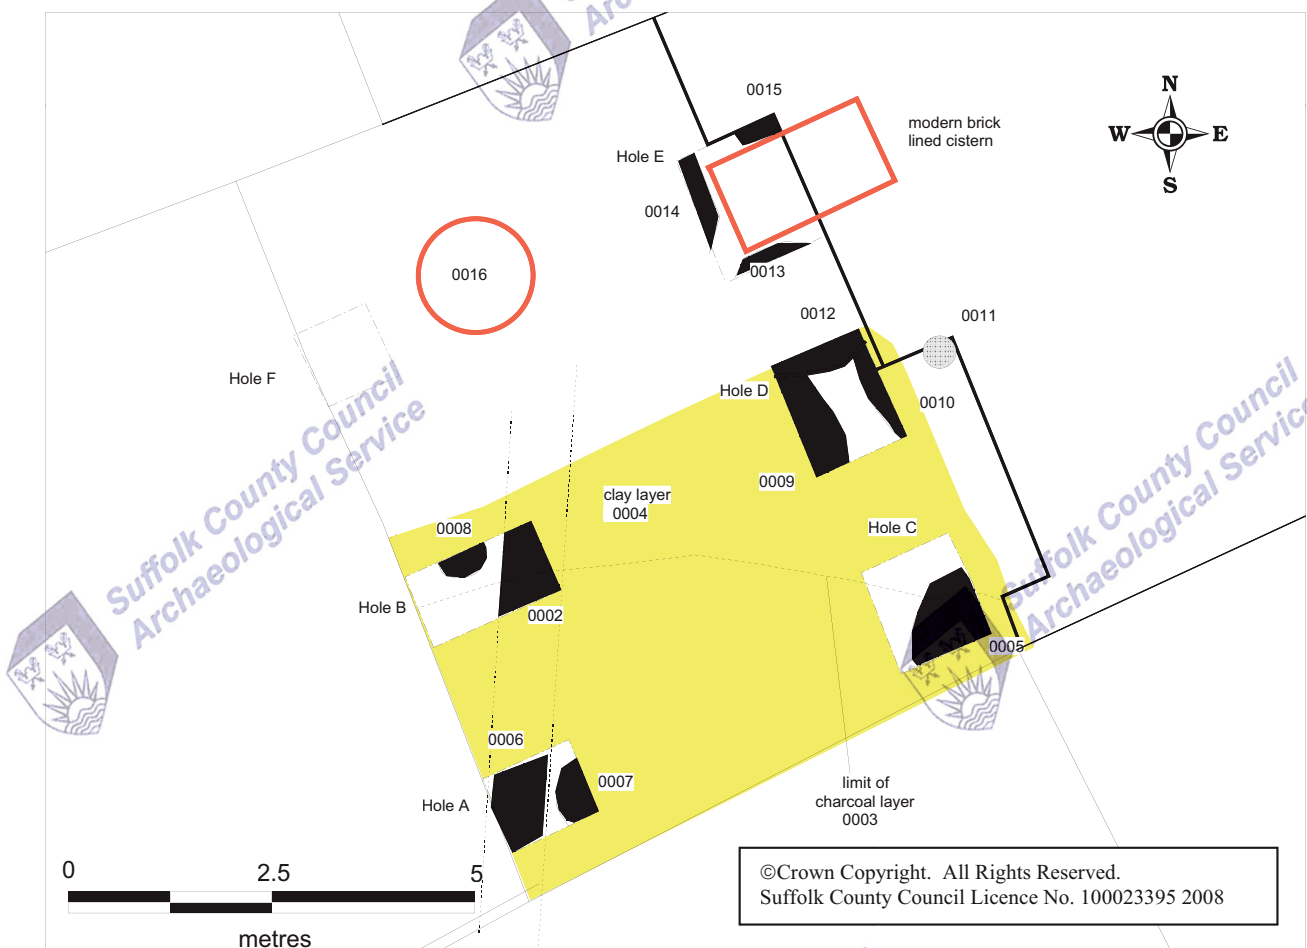 0015
modern brick
lined cistern
N
W
E
S
Hole E
0014
0016
0013
0012
0011
Hole F
Hole D
0010
0009
clay layer
0004
0008
Hole C
Hole B
0002
0005
0006
0007
Hole A
limit of
charcoal layer
0003
0
2.5
5
metres
©Crown Copyright. All Rights Reserved.
Suffolk County Council Licence No. 100023395 2008
Suffolk County Council
Archaeological Service
Suffolk County Council
Archaeological Service